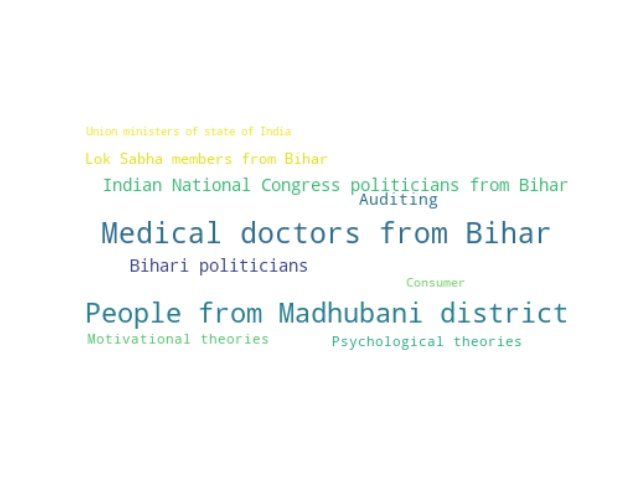 Union ministers of state of India
Lok Sabha members from Bihar
Indian National Congress politicians from Bihar
Auditing
Medical doctors from Bihar
Bihari politicians
Consumer
People from Madhubani district
Motivational theories
Psychological theories